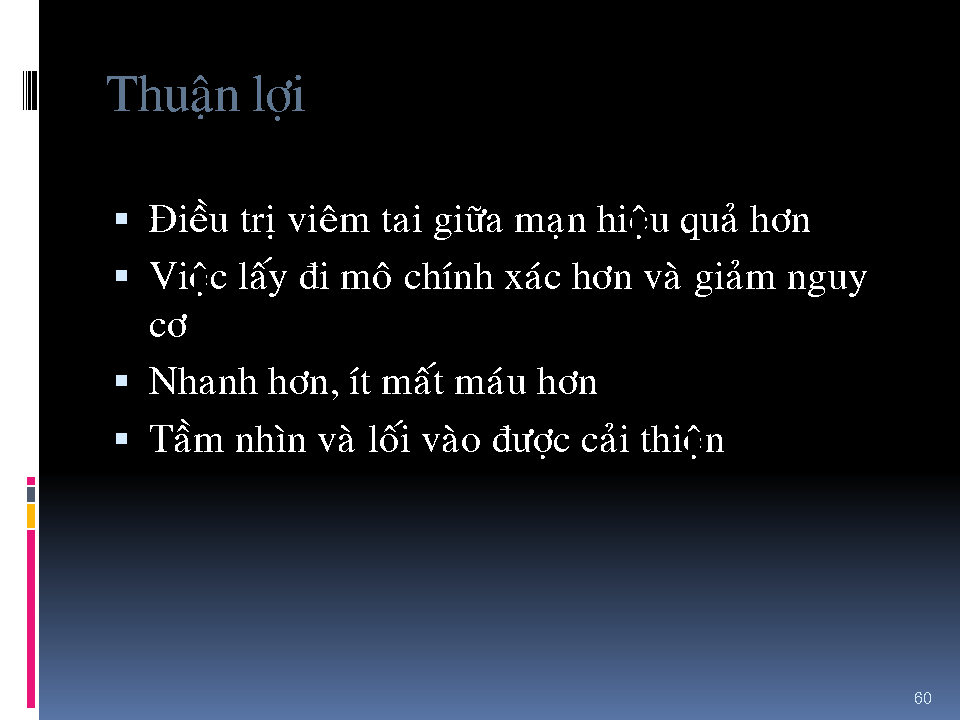 Thuận lợi
▪ Điều trị viêm tai giữa mạn hiệu quả hơn
▪ Việc lấy đi mô chính xác hơn và giảm nguy
cơ
▪ Nhanh hơn, ít mất máu hơn
▪ Tầm nhìn và lối vào được cải thiện
60